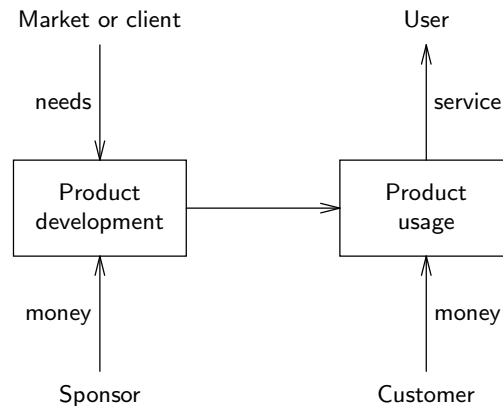 Market or client
User
needs
service
Product
development
Product
usage
money
money
Sponsor
Customer